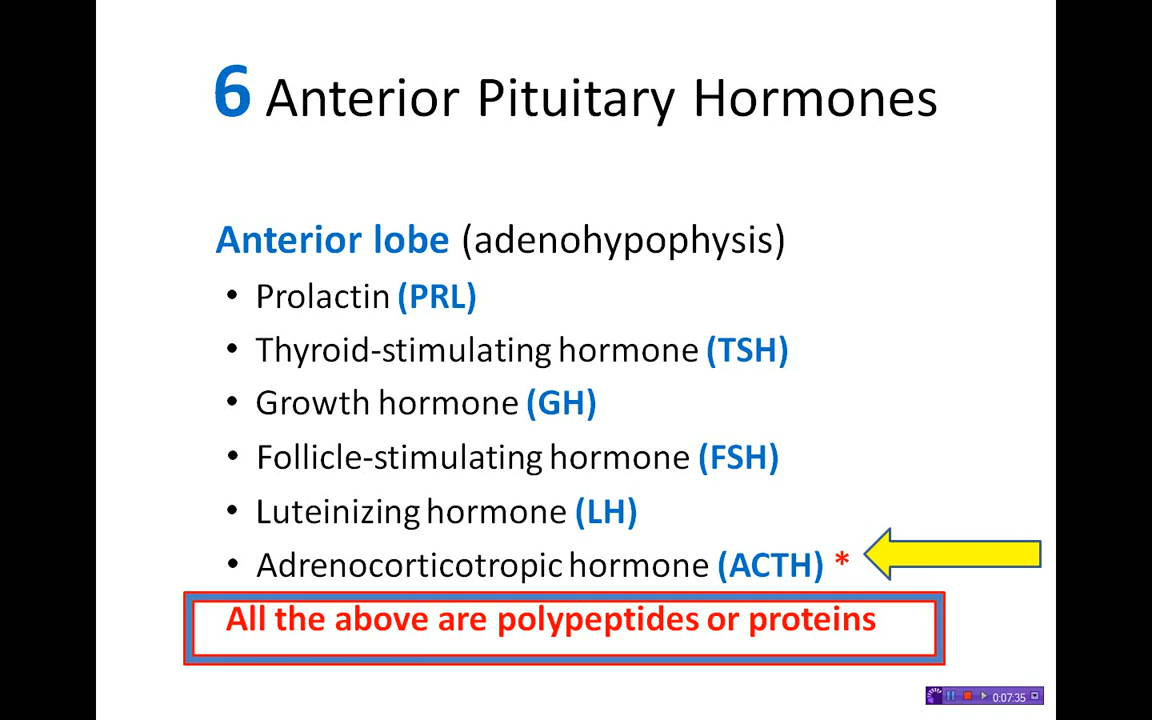 6 Anterior Pituitary Hormones
Anterior lobe (adenohypophysis)
• Prolactin (PRL)
• Thyroid-stimulating hormone (TSH)
• Growth hormone (GH)
• Follicle-stimulating hormone (FSH)
• Luteinizing hormone (LH)
• Adrenocorticotropic hormone (ACTH) *
All the above are polypeptides or proteins
0:07:35